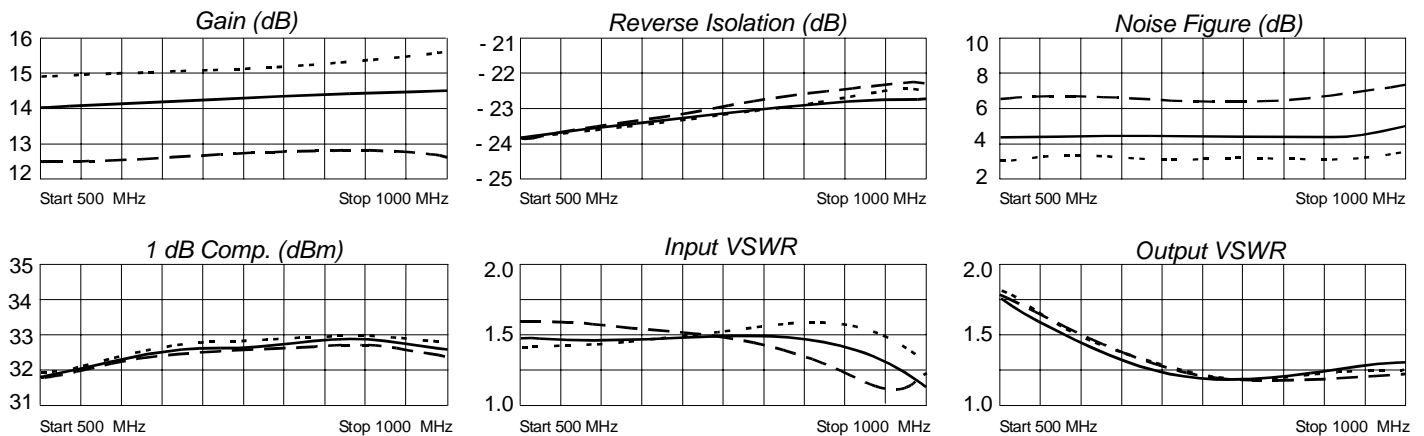 Gain (dB)
16
15
14
13
12
Start 500 MHz
Stop 1000 MHz
Reverse Isolation (dB)
- 21
- 22
- 23
- 24
- 25
Start 500 MHz
Stop 1000 MHz
Noise Figure (dB)
10
8
6
4
2
Start 500 MHz
Stop 1000 MHz
1 dB Comp. (dBm)
35
34
33
32
31
Start 500 MHz
Stop 1000 MHz
Input VSWR
2.0
1.5
1.0
Start 500 MHz
Stop 1000 MHz
Output VSWR
2.0
1.5
1.0
Start 500 MHz
Stop 1000 MHz